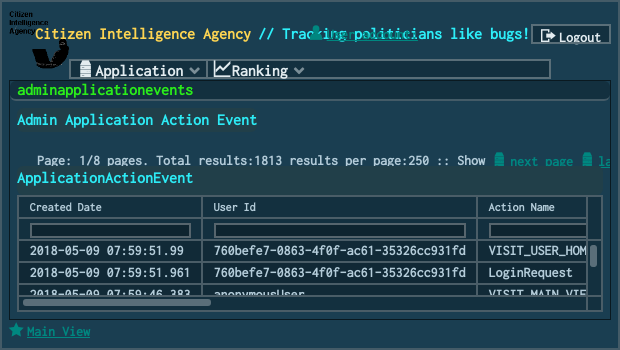 Citizen
Intelligence
Agency
Citizen Intelligence Agency // Tracking politicians like bugs!
Logout
Application Ranking
adminapplicationevents
Admin Application Action Event
Page: 1/8 pages. Total results:1813 results per page:250 :: Show next page la
ApplicationActionEvent
Created Date User Id Action Name
2018-05-09 07:59:51.99 760befe7-0863-4f0f-ac61-35326cc931fd VISIT_USER_HOM
2018-05-09 07:59:51.961 760befe7-0863-4f0f-ac61-35326cc931fd LoginRequest
2018-05-09 07:59:46.383 anonymousUser VISIT_MAIN_VIE
Main View